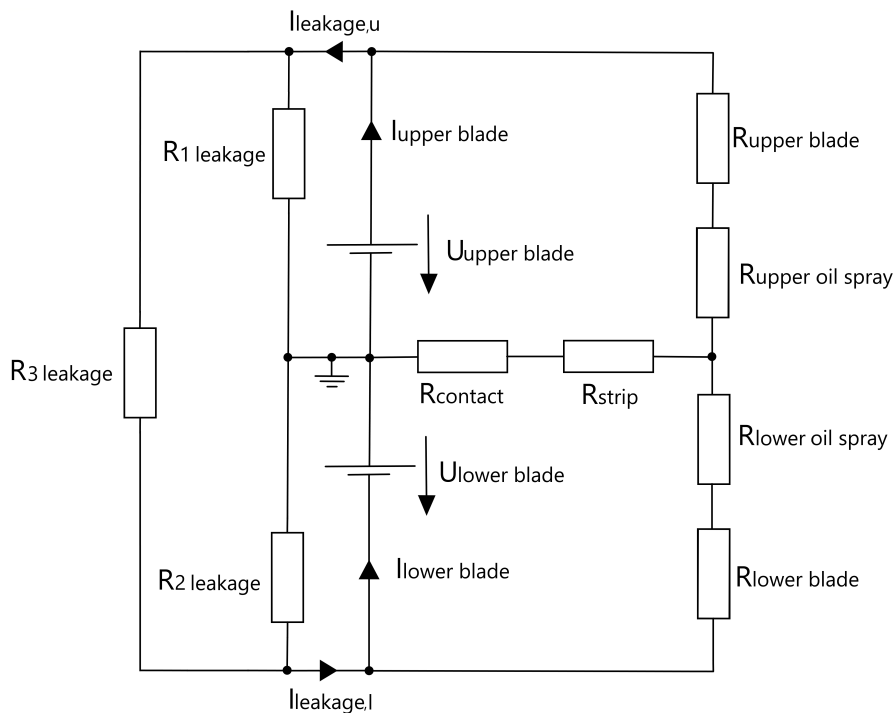 Ileakage,u
Iupper blade
Rupper blade
R1 leakage
Uupper blade
Rupper oil spray
R3 leakage
Rcontact
Rstrip
Rlower oil spray
Ulower blade
R2 leakage
Ilower blade
Rlower blade
Ileakage,l